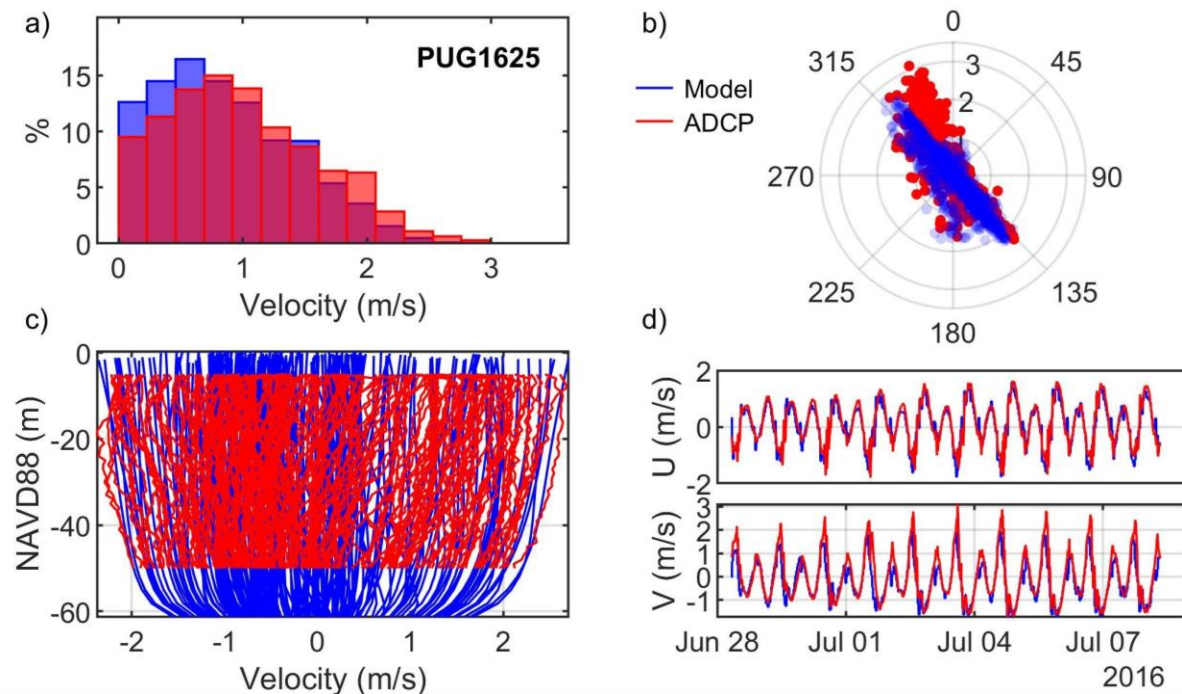 a)
PUG1625
%
15
10
5
0
0 1 2 3
Velocity (m/s)
b)
Model
ADCP
0
45
90
135
180
225
270
315
3
2
1
c)
NAVD88 (m)
0
-20
-40
-60
-2 -1 0 1 2
Velocity (m/s)
d)
U (m/s)
2
0
-2
V (m/s)
3
2
1
0
-1
Jun 28 Jul 01 Jul 04 Jul 07
2016